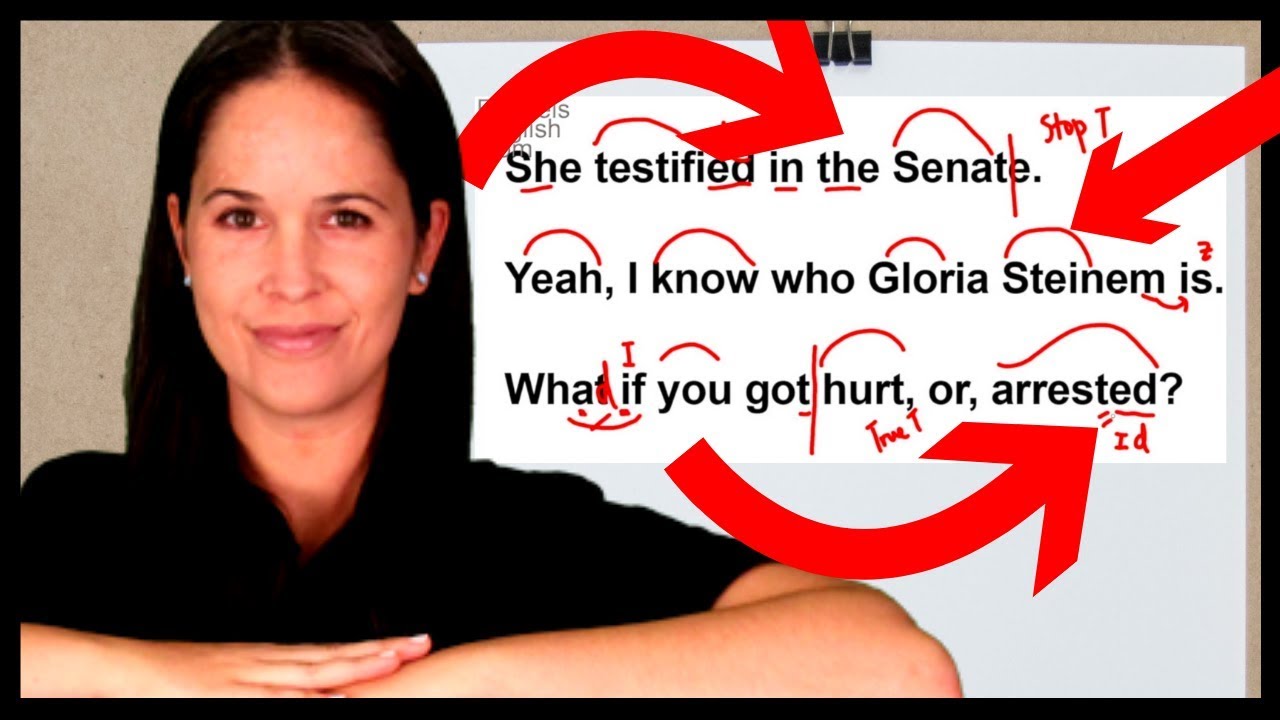 Stop T
She testified in the Senate.
z
Yeah, I know who Gloria Steinem is.
I
d
What if you got hurt, or, arrested?
True T
Id